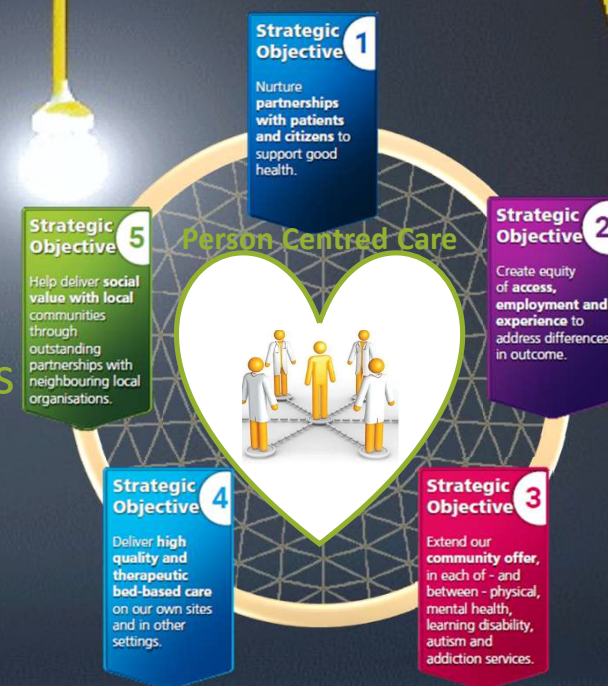 Strategic
Objective 1
Nurture
partnerships
with patients
and citizens to
support good
health.
Strategic
Objective 2
Create equity
of access,
employment and
experience to
address differences
in outcome.
Strategic
Objective 3
Extend our
community offer,
in each of - and
between - physical,
mental health,
learning disability,
autism and
addiction services.
Strategic
Objective 4
Deliver high
quality and
therapeutic
bed-based care
on our own sites
and in other
settings.
Strategic
Objective 5
Help deliver social
value with local
communities
through
outstanding
partnerships with
neighbouring local
organisations.
Person Centred Care
s